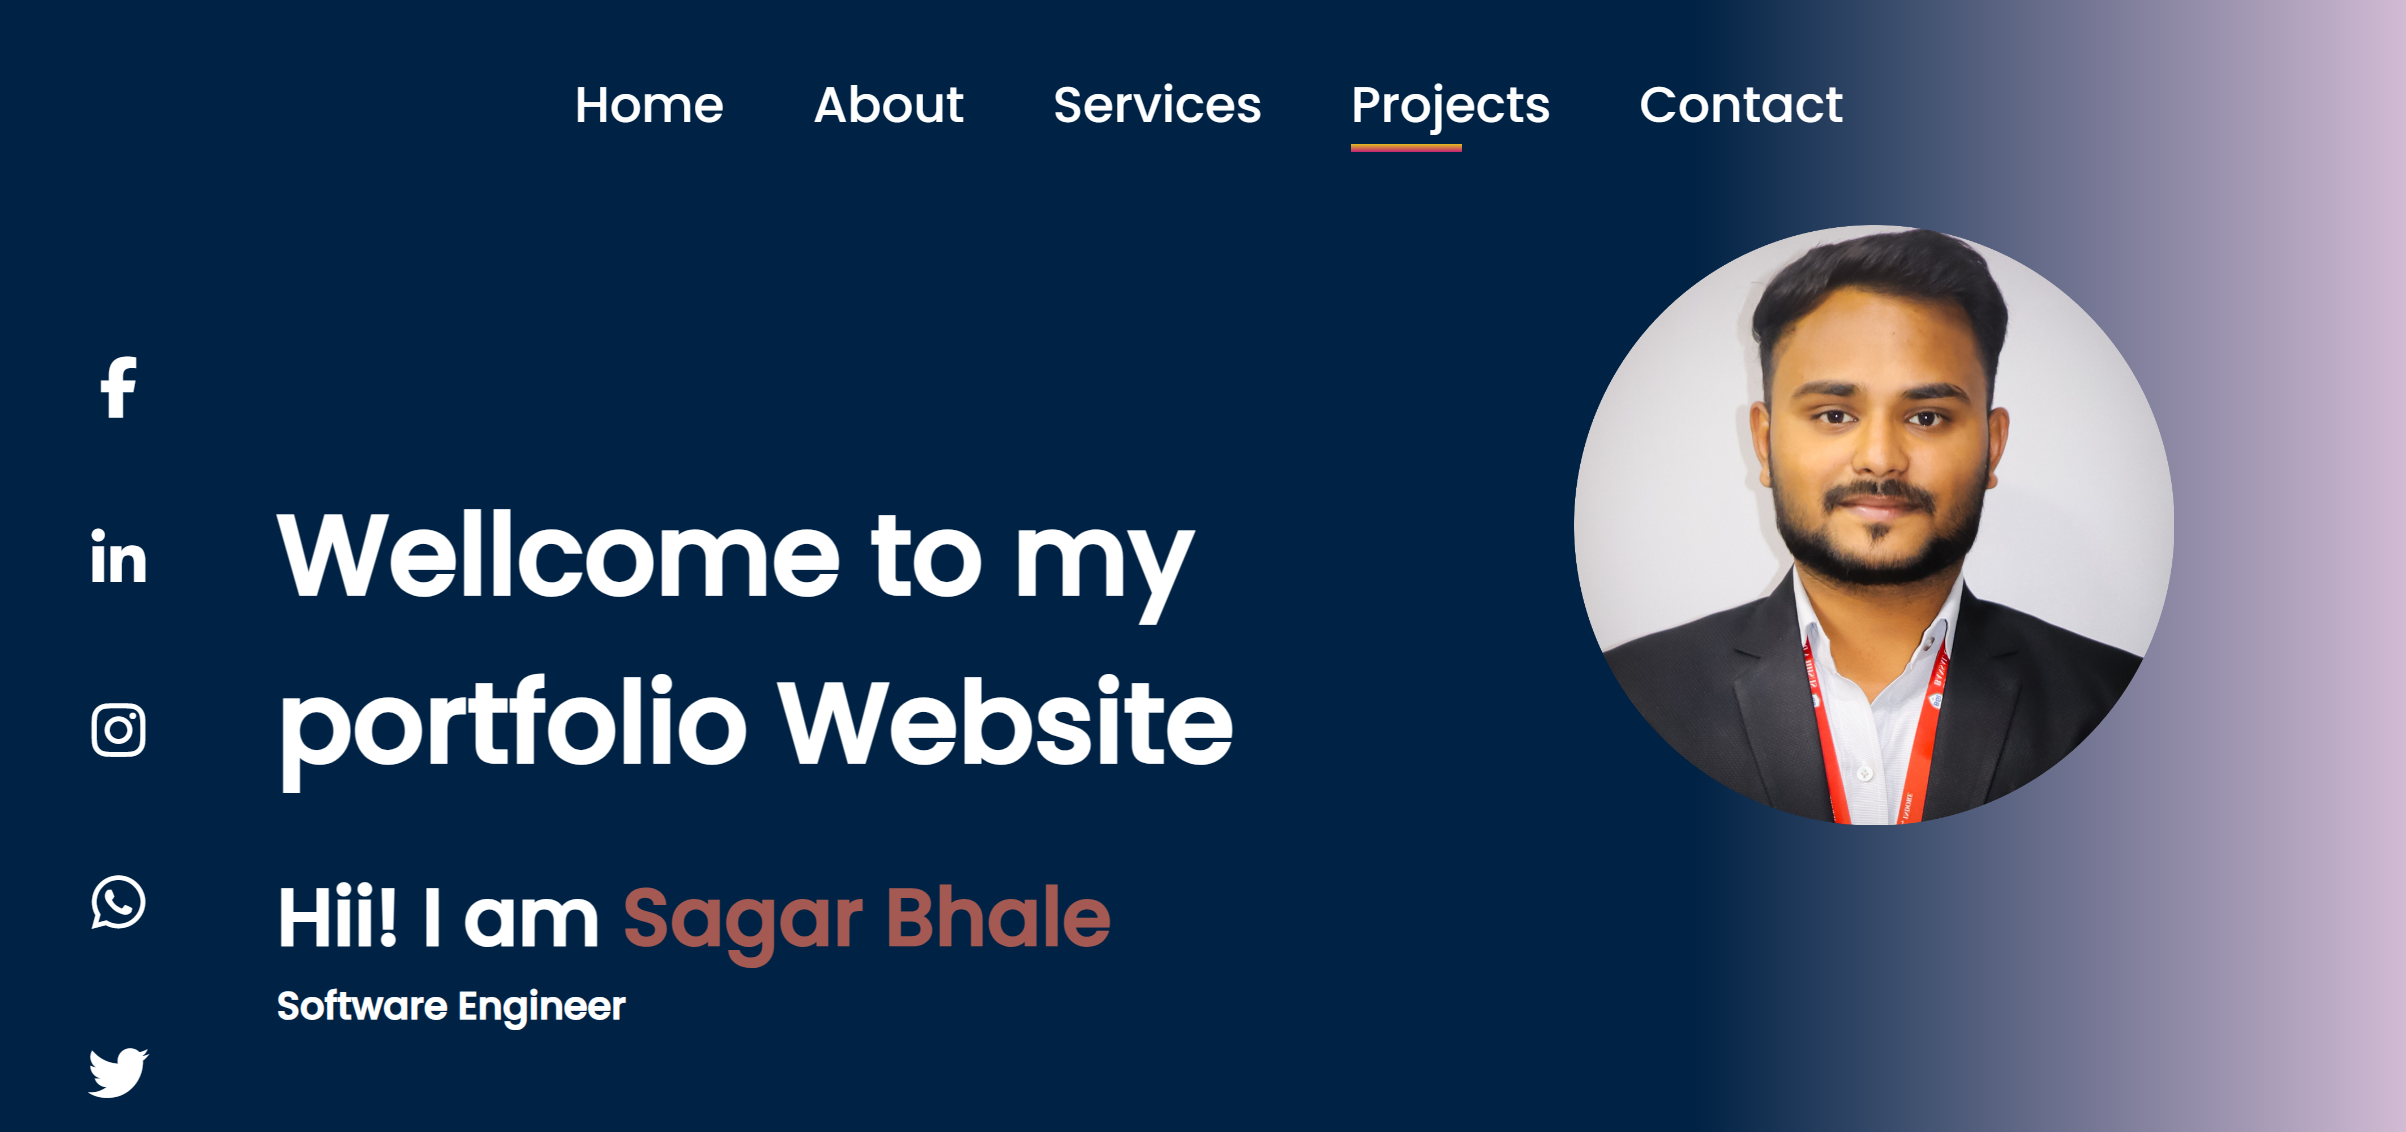 Home About Services Projects Contact
Wellcome to my
portfolio Website
Hii! I am Sagar Bhale
Software Engineer